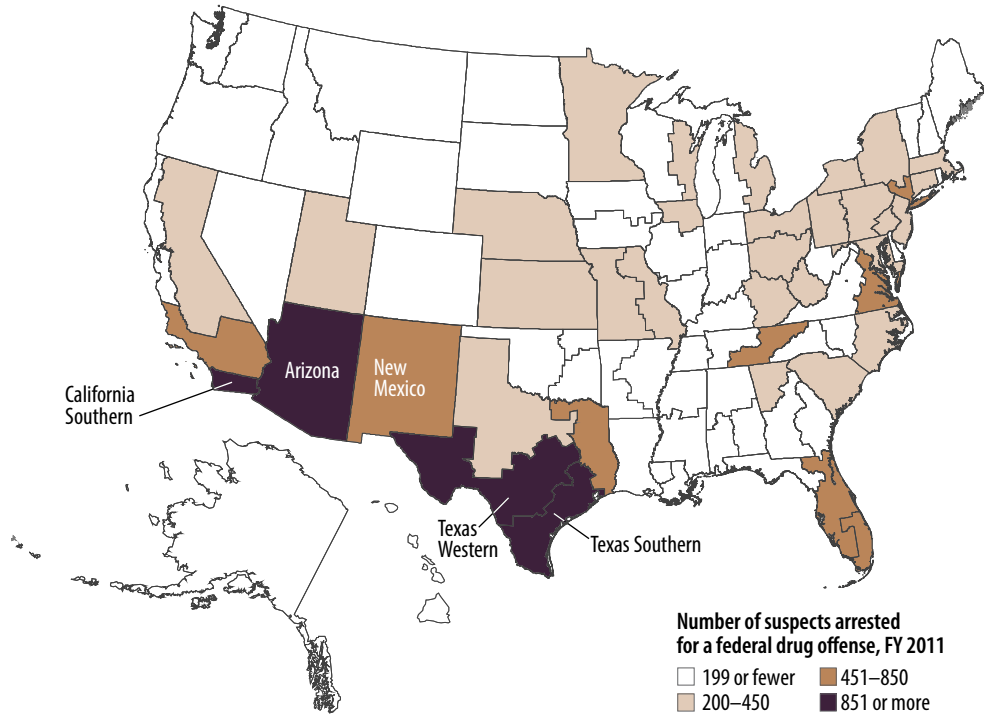 Arizona
New
Mexico
California
Southern
Texas
Western
Texas Southern
Number of suspects arrested
for a federal drug offense, FY 2011
199 or fewer
451–850
200–450
851 or more